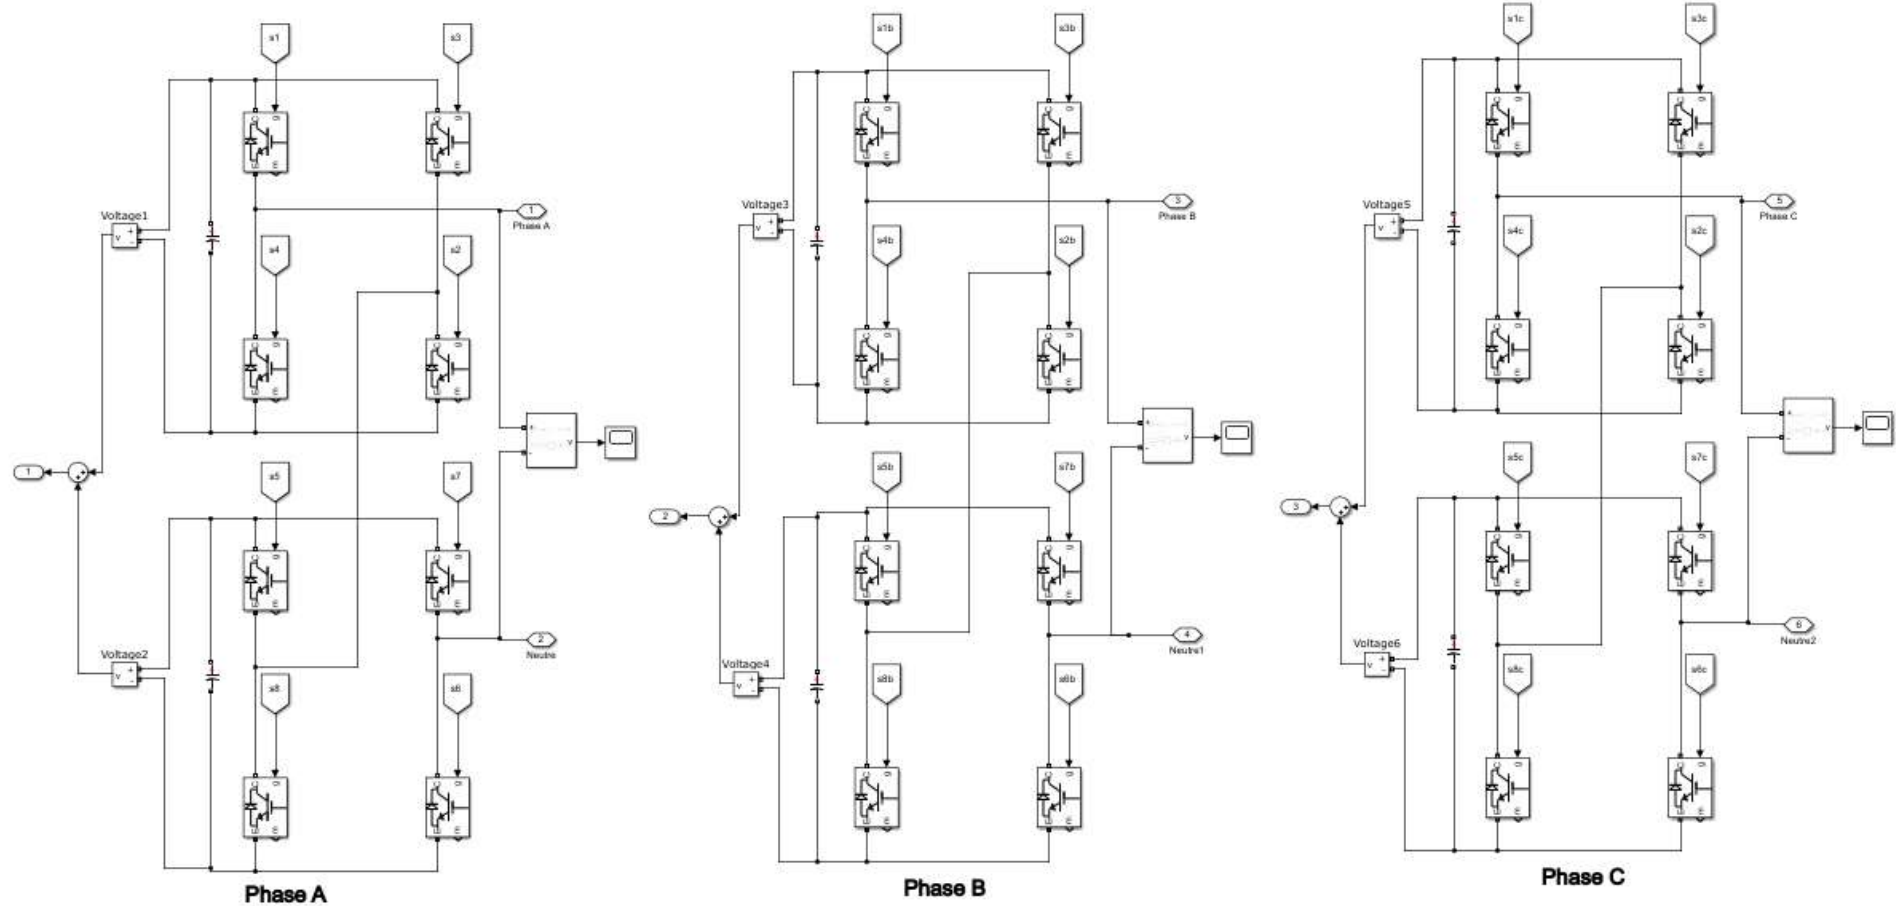 s1
s3
C
g
C
g
E
m
E
m
Voltage1
+
v
-
1
Phase A
s4
s2
C
g
C
g
E
m
E
m
+
v
-
1
+
+
s5
s7
C
g
C
g
E
m
E
m
2
Neutre
Voltage2
+
v
-
s8
s6
C
g
C
g
E
m
E
m
Phase A
s1b
s3b
C
g
C
g
E
m
E
m
Voltage3
+
v
-
3
Phase B
s4b
s2b
C
g
C
g
E
m
E
m
+
v
-
s5b
s7b
2
+
+
C
g
C
g
E
m
E
m
4
Neutre1
Voltage4
+
v
-
s8b
s6b
C
g
C
g
E
m
E
m
Phase B
s1c
s3c
C
g
C
g
E
m
E
m
Voltage5
+
v
-
5
Phase C
s4c
s2c
C
g
C
g
E
m
E
m
+
v
-
s5c
s7c
3
+
+
C
g
C
g
E
m
E
m
6
Neutre2
Voltage6
+
v
-
s8c
s6c
C
g
C
g
E
m
E
m
Phase C